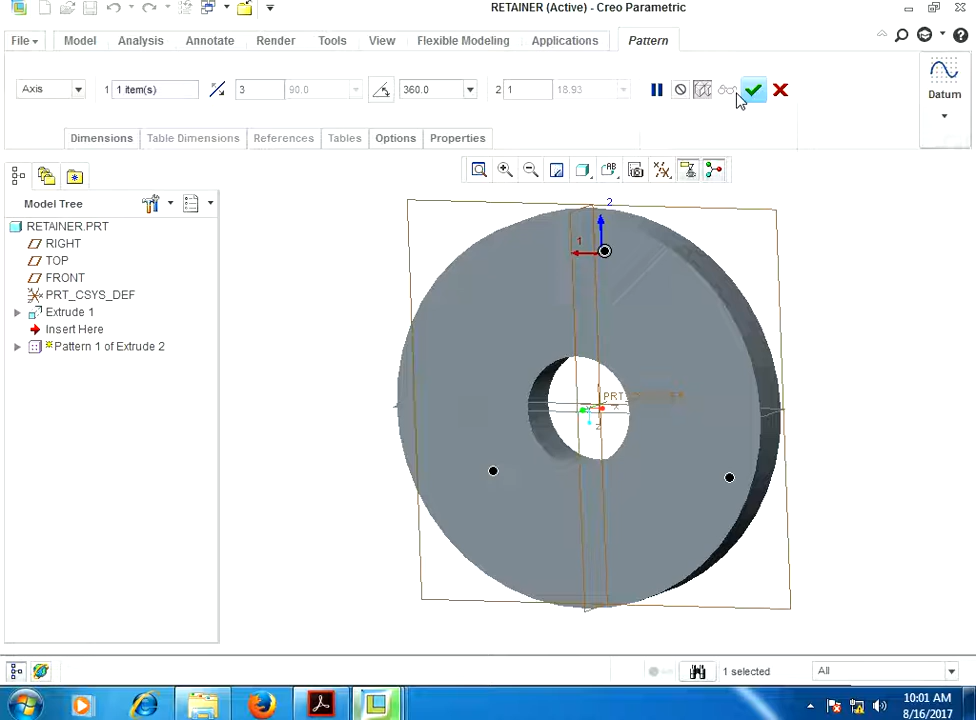 RETAINER (Active) - Creo Parametric
File Model Analysis Annotate Render Tools View Flexible Modeling Applications Pattern
Axis 1 1 item(s) 3 90.0 360.0 2 1 18.93
Datum
Dimensions Table Dimensions References Tables Options Properties
Model Tree
RETAINER.PRT
RIGHT
TOP
FRONT
PRT_CSYS_DEF
Extrude 1
Insert Here
Pattern 1 of Extrude 2
2
1
X
Z
1 selected All
10:01 AM
8/16/2017